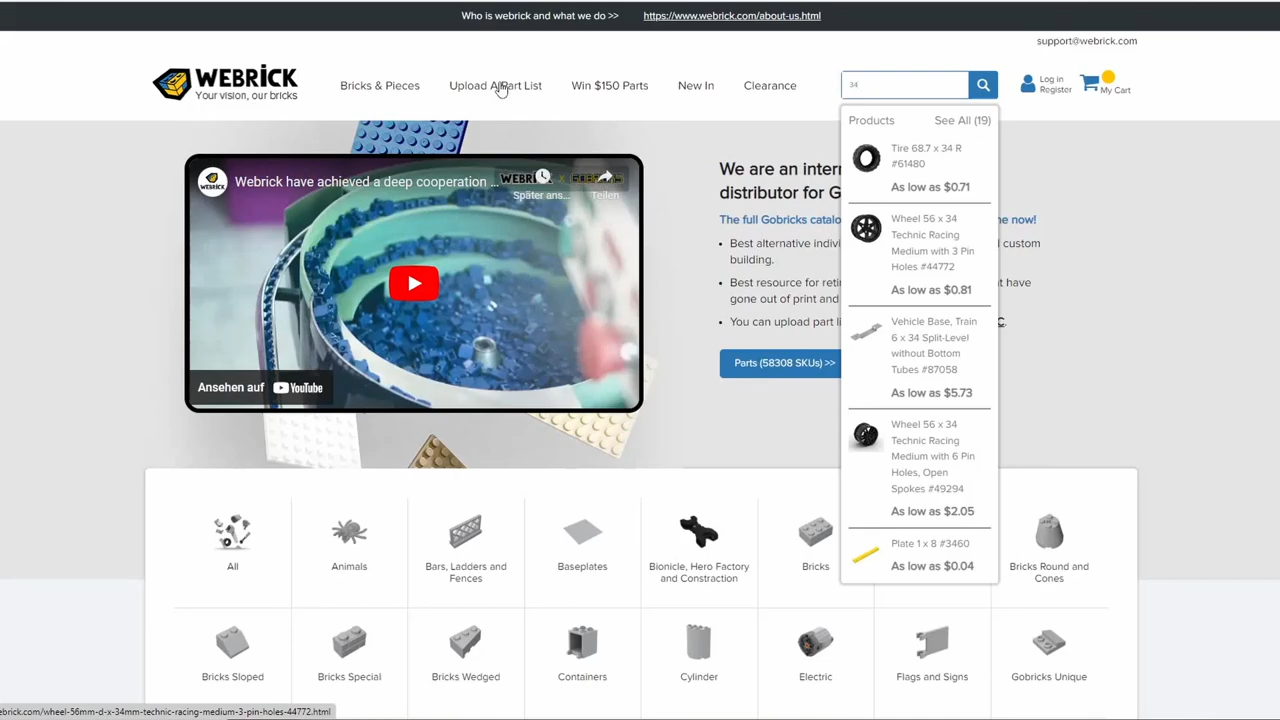 Who is webrick and what we do >> https://www.webrick.com/about-us.html
support@webrick.com
WEBRICK
Your vision, our bricks
Bricks & Pieces
Upload A Part List
Win $150 Parts
New In
Clearance
34
Log in
Register
My Cart
Products See All (19)
Tire 68.7 x 34 R
#61480
As low as $0.71
Wheel 56 x 34
Technic Racing
Medium with 3 Pin
Holes #44772
As low as $0.81
Vehicle Base, Train
6 x 34 Split-Level
without Bottom
Tubes #87058
As low as $5.73
Wheel 56 x 34
Technic Racing
Medium with 6 Pin
Holes, Open
Spokes #49294
As low as $2.05
Plate 1 x 8 #3460
As low as $0.04
Webrick have achieved a deep cooperation ...
WEBRICK X
Später ans...
Teilen
Ansehen auf YouTube
We are an inter
distributor for G
The full Gobricks catalo
e now!
Best alternative indivi
d custom
building.
Best resource for reti
t have
gone out of print and
You can upload part li
Parts (58308 SKUs) >>
All
Animals
Bars, Ladders and
Fences
Baseplates
Bionicle, Hero Factory
and Constraction
Bricks
Bricks Round and
Cones
Bricks Sloped
Bricks Special
Bricks Wedged
Containers
Cylinder
Electric
Flags and Signs
Gobricks Unique
ebrick.com/wheel-56mm-d-x-34mm-technic-racing-medium-3-pin-holes-44772.html